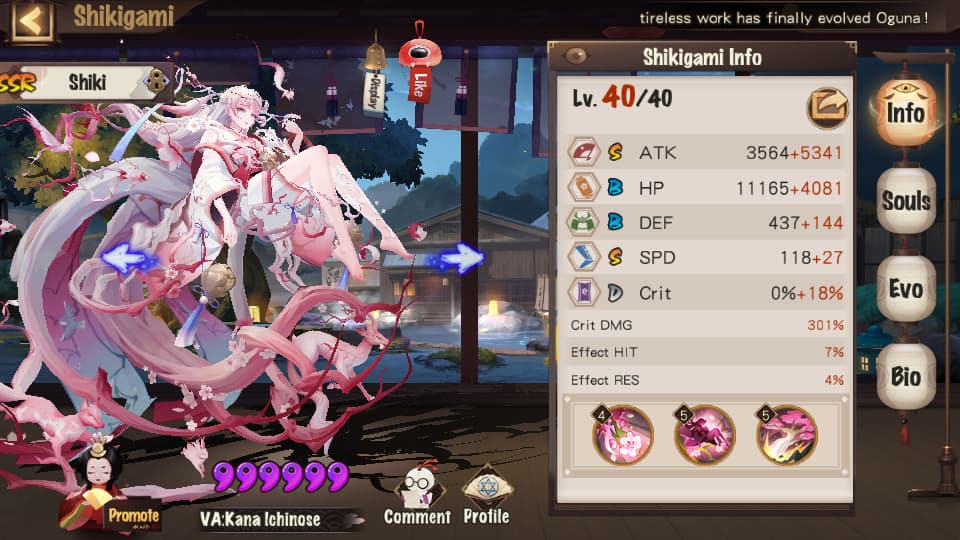 Shikigami
tireless work has finally evolved Oguna!
SSR Shiki
Display
Like
Shikigami Info
Lv. 40/40
S ATK 3564+5341
B HP 11165+4081
B DEF 437+144
S SPD 118+27
D Crit 0%+18%
Crit DMG 301%
Effect HIT 7%
Effect RES 4%
4 5 5
Info
Souls
Evo
Bio
Promote
VA:Kana Ichinose
Comment
Profile